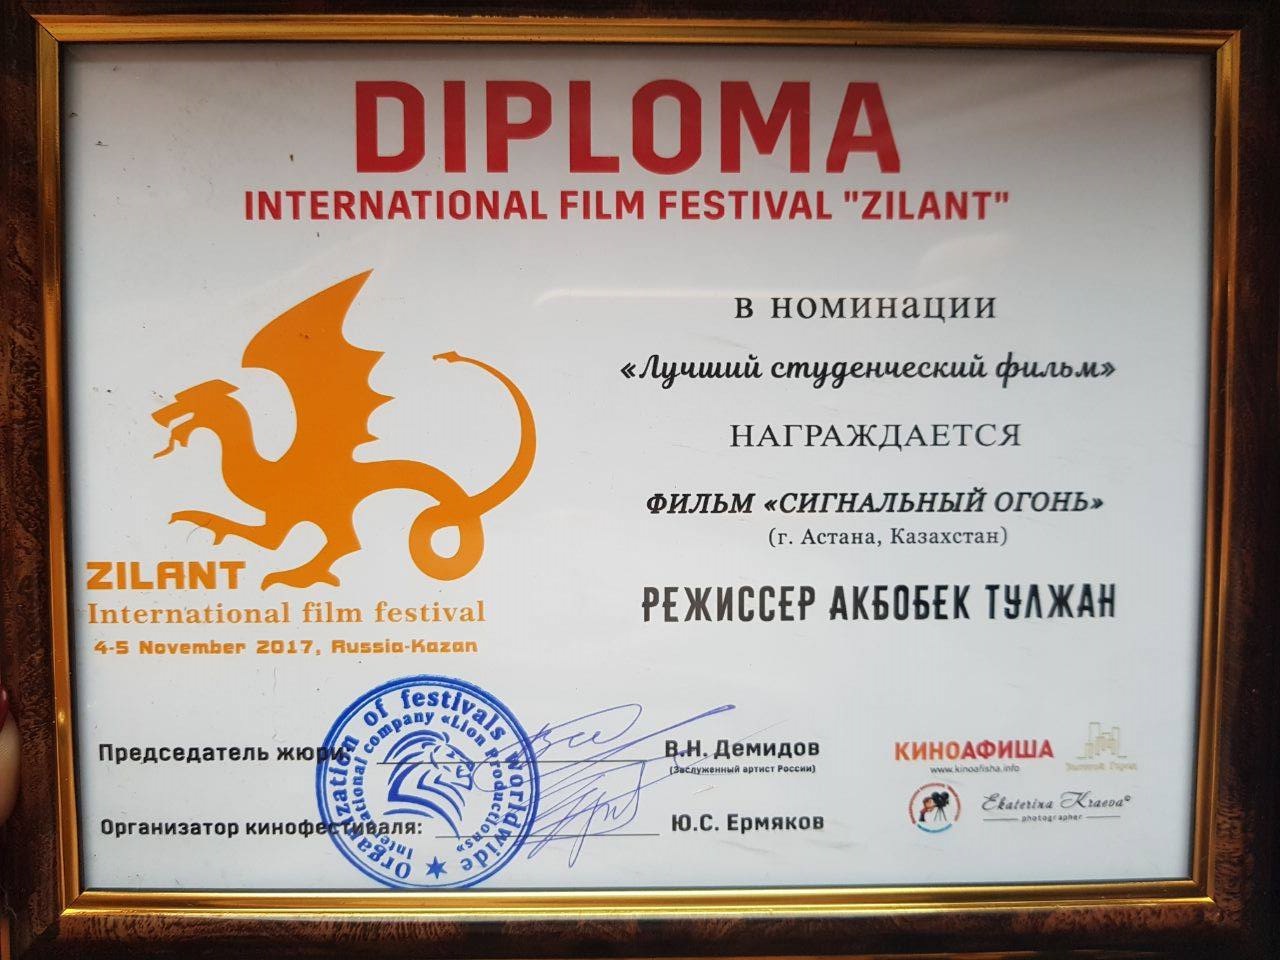 DIPLOMA
INTERNATIONAL FILM FESTIVAL "ZILANT"
в номинации
«Лучший студенческий фильм»
НАГРАЖДАЕТСЯ
ФИЛЬМ «СИГНАЛЬНЫЙ ОГОНЬ»
(г. Астана, Казахстан)
РЕЖИССЕР АКБОБЕК ТУЛЖАН
ZILANT
International film festival
4-5 November 2017, Russia-Kazan
Председатель жюри:
В.Н. Демидов
(Заслуженный артист России)
Организатор кинофестиваля:
Ю.С. Ермяков
Organization of festivals worldwide
International company «Lion Productions»
КИНОАФИША
www.kinoafisha.info
Золотой Город
Ekaterina Kraeva©
photographer